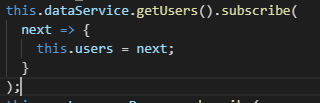 this.dataService.getUsers().subscribe(
  next => {
    this.users = next;
  }
);